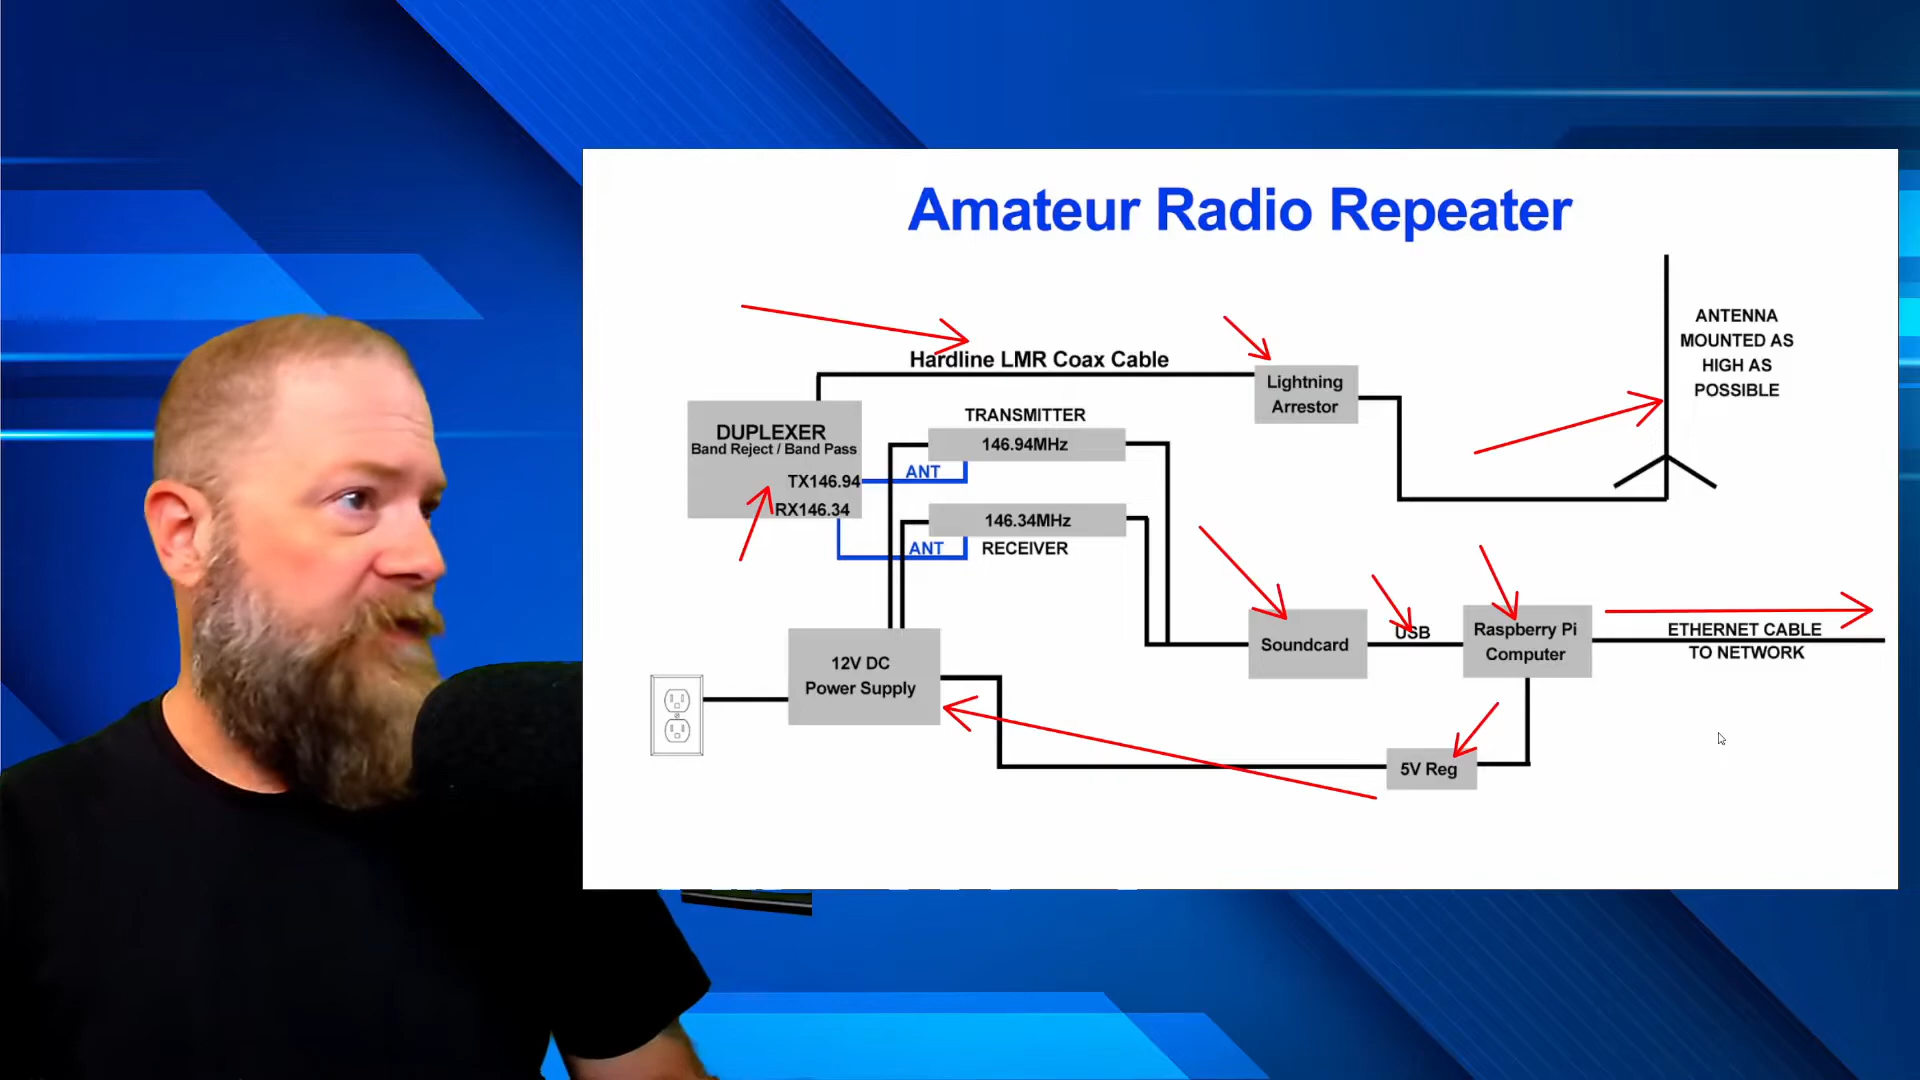 Amateur Radio Repeater
ANTENNA
MOUNTED AS
HIGH AS
POSSIBLE
Hardline LMR Coax Cable
Lightning
Arrestor
DUPLEXER
Band Reject / Band Pass
TX146.94
RX146.34
TRANSMITTER
146.94MHz
ANT
146.34MHz
ANT
RECEIVER
12V DC
Power Supply
Soundcard
USB
Raspberry Pi
Computer
ETHERNET CABLE
TO NETWORK
5V Reg